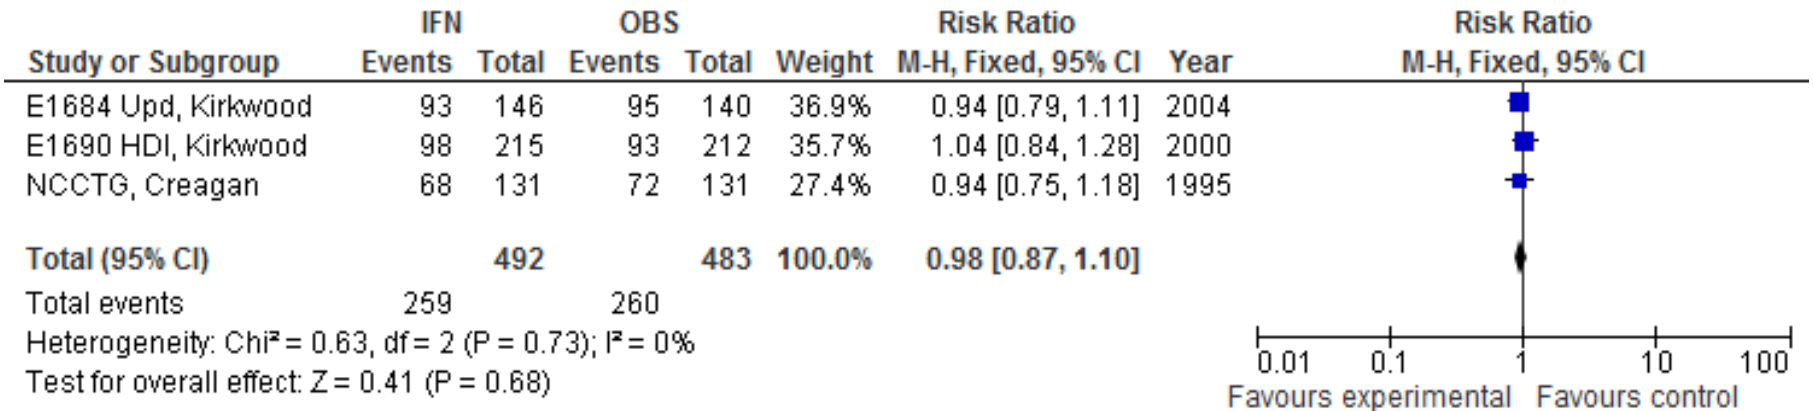 IFN OBS Risk Ratio Risk Ratio
Study or Subgroup Events Total Events Total Weight M-H, Fixed, 95% CI Year M-H, Fixed, 95% CI
E1684 Upd, Kirkwood 93 146 95 140 36.9% 0.94 [0.79, 1.11] 2004
E1690 HDI, Kirkwood 98 215 93 212 35.7% 1.04 [0.84, 1.28] 2000
NCCTG, Creagan 68 131 72 131 27.4% 0.94 [0.75, 1.18] 1995
Total (95% CI) 492 483 100.0% 0.98 [0.87, 1.10]
Total events 259 260
Heterogeneity: Chi² = 0.63, df = 2 (P = 0.73); I² = 0%
Test for overall effect: Z = 0.41 (P = 0.68)
0.01 0.1 1 10 100
Favours experimental Favours control